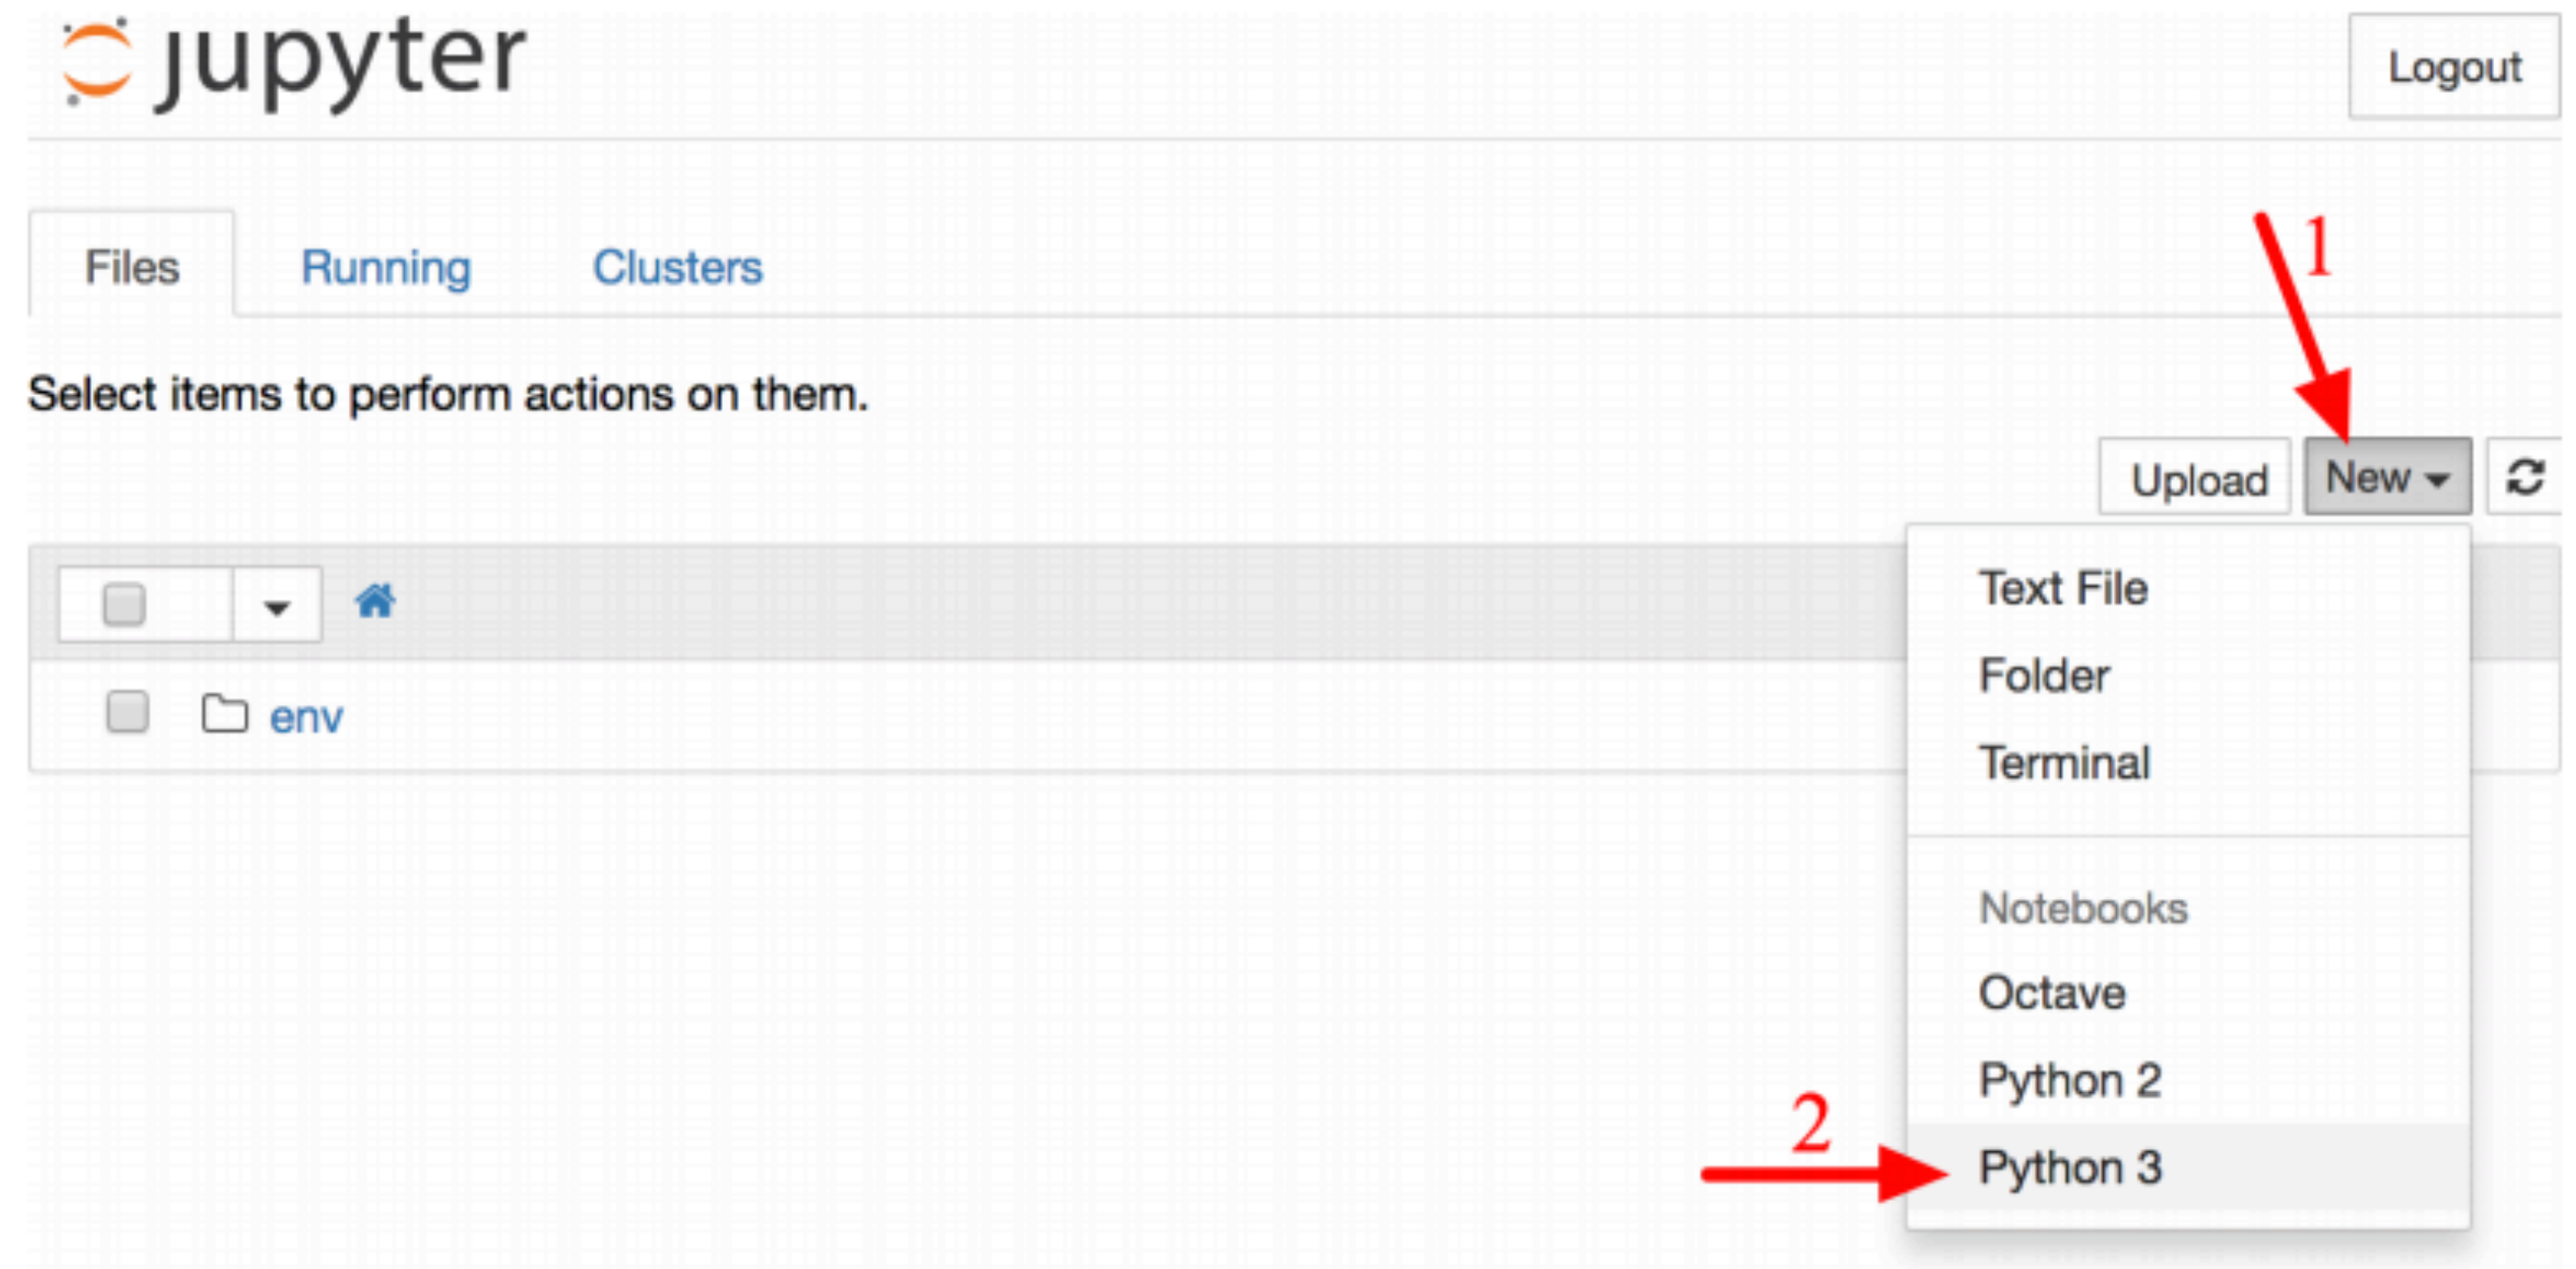 jupyter
Logout
Files Running Clusters
1
Select items to perform actions on them.
Upload New
Text File
Folder
Terminal
env
Notebooks
Octave
Python 2
2
Python 3